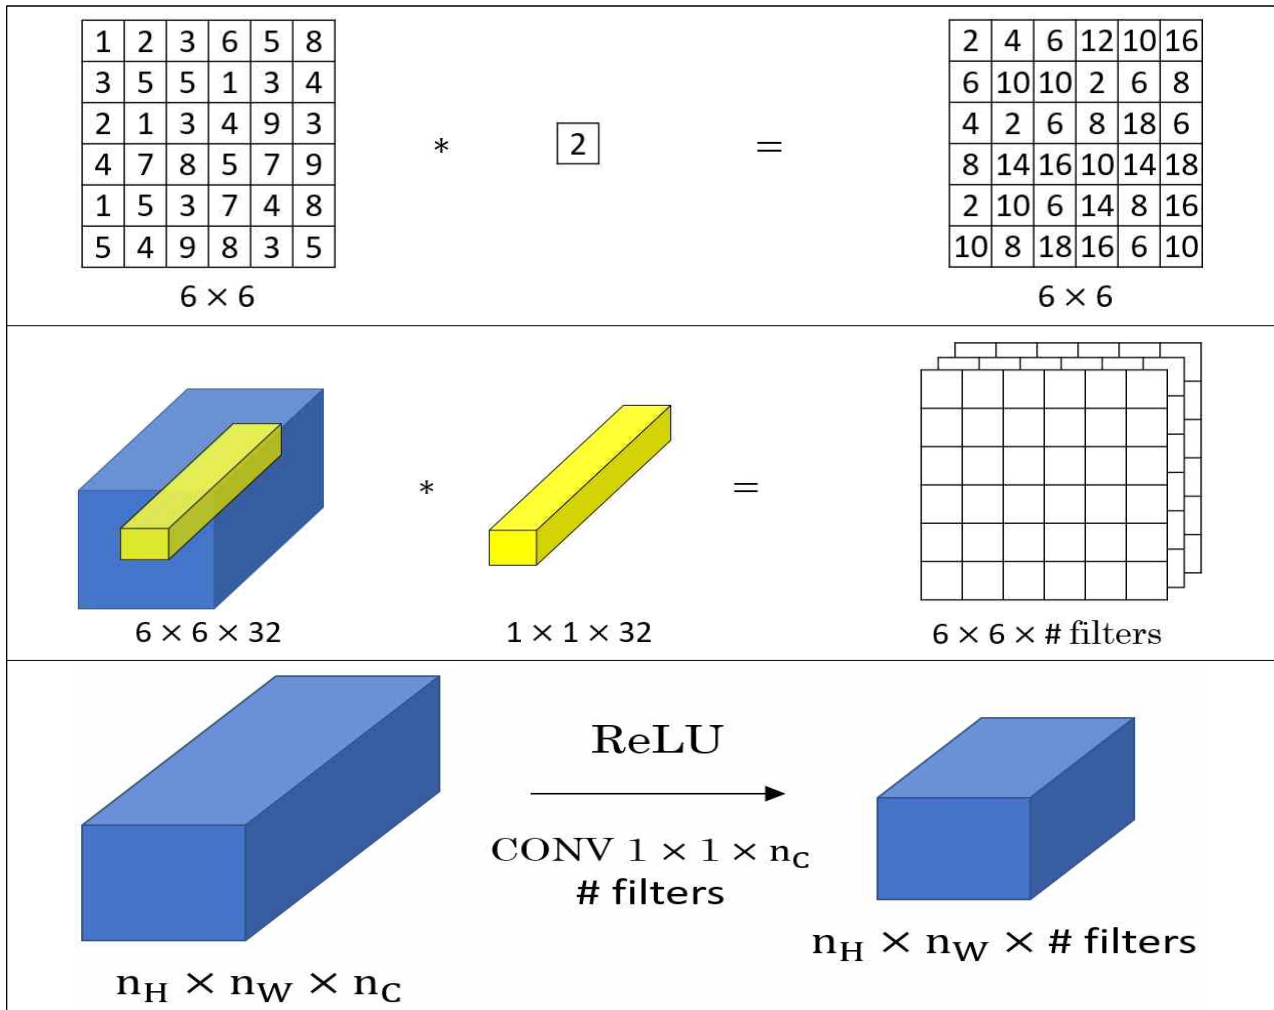 1 2 3 6 5 8
3 5 5 1 3 4
2 1 3 4 9 3
4 7 8 5 7 9
1 5 3 7 4 8
5 4 9 8 3 5
6 × 6
*
2
=
2 4 6 12 10 16
6 10 10 2 6 8
4 2 6 8 18 6
8 14 16 10 14 18
2 10 6 14 8 16
10 8 18 16 6 10
6 × 6
*
=
6 × 6 × 32
1 × 1 × 32
6 × 6 × # filters
ReLU
CONV 1 × 1 × n_C
# filters
n_H × n_W × n_C
n_H × n_W × # filters